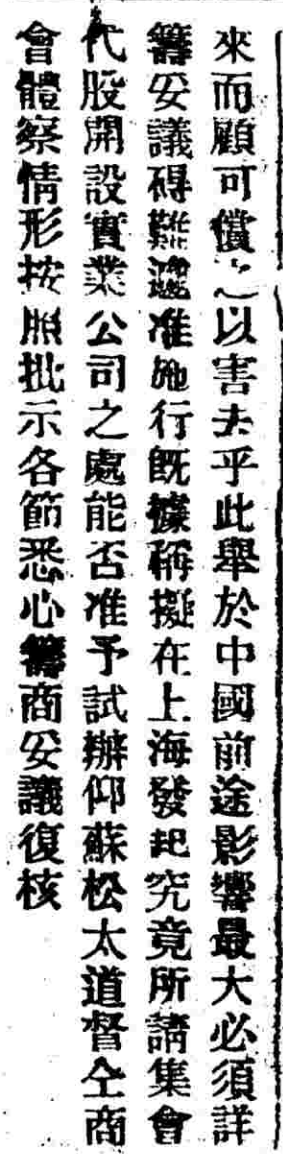 來而顧可償之以害去乎此舉於中國前途影響最大必須詳
籌妥議碍難遽准施行旣據稱擬在上海發起究竟所請集會
代股開設實業公司之處能否准予試辦仰蘇松太道督仝商
會體察情形按照批示各節悉心籌商妥議復核